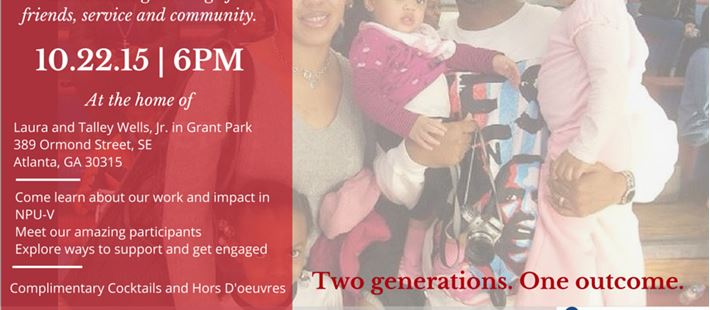 friends, service and community.
10.22.15 | 6PM
At the home of
Laura and Talley Wells, Jr. in Grant Park
389 Ormond Street, SE
Atlanta, GA 30315
Come learn about our work and impact in
NPU-V
Meet our amazing participants
Explore ways to support and get engaged
Complimentary Cocktails and Hors D'oeuvres
Two generations. One outcome.